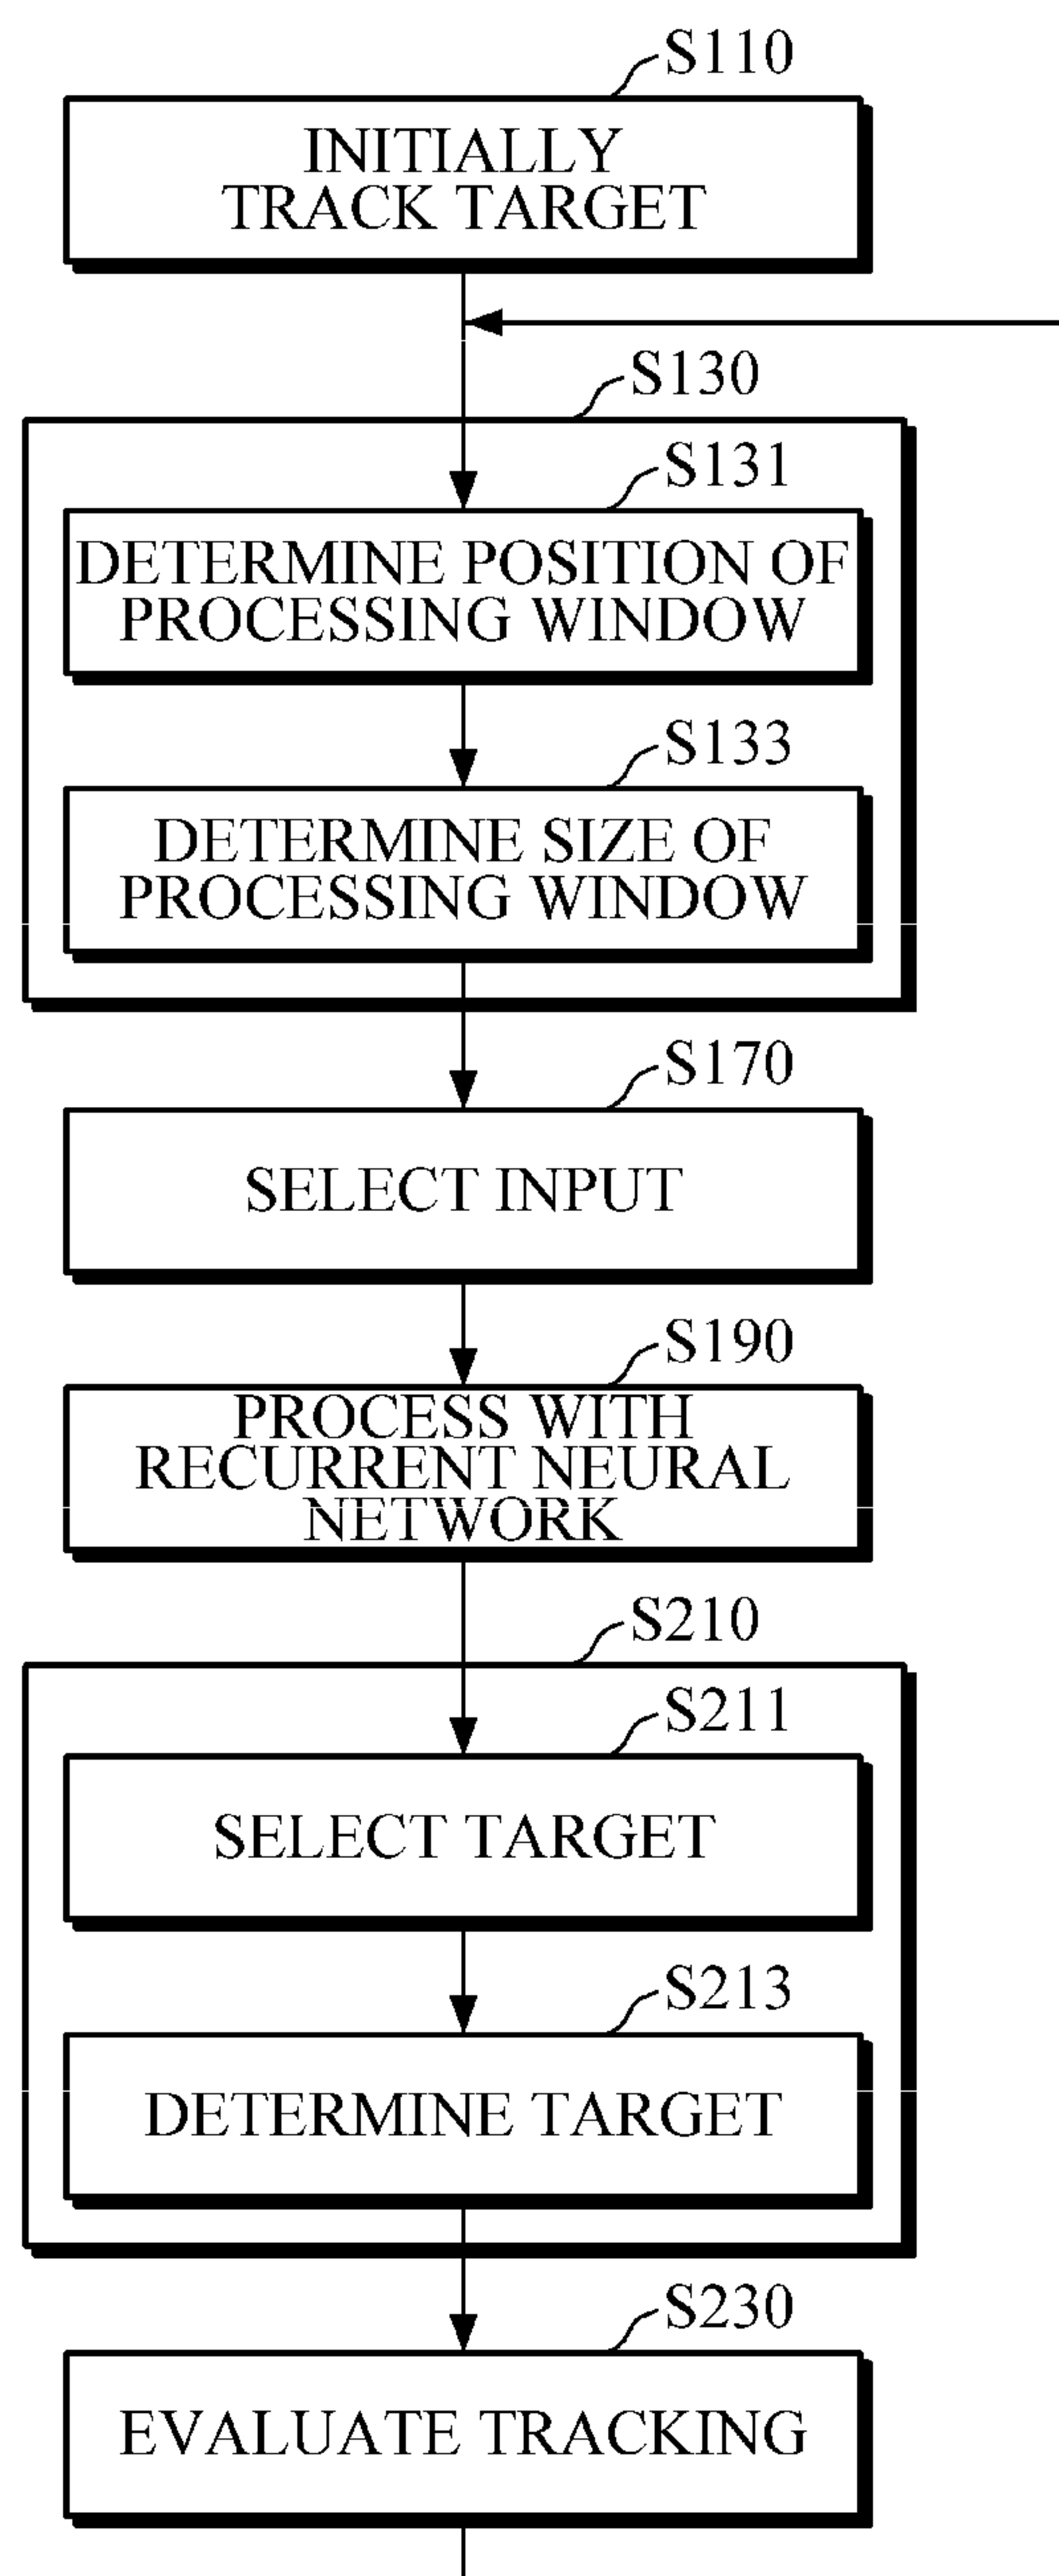 S110
INITIALLY
TRACK TARGET
S130
S131
DETERMINE POSITION OF
PROCESSING WINDOW
S133
DETERMINE SIZE OF
PROCESSING WINDOW
S170
SELECT INPUT
S190
PROCESS WITH
RECURRENT NEURAL
NETWORK
S210
S211
SELECT TARGET
S213
DETERMINE TARGET
S230
EVALUATE TRACKING